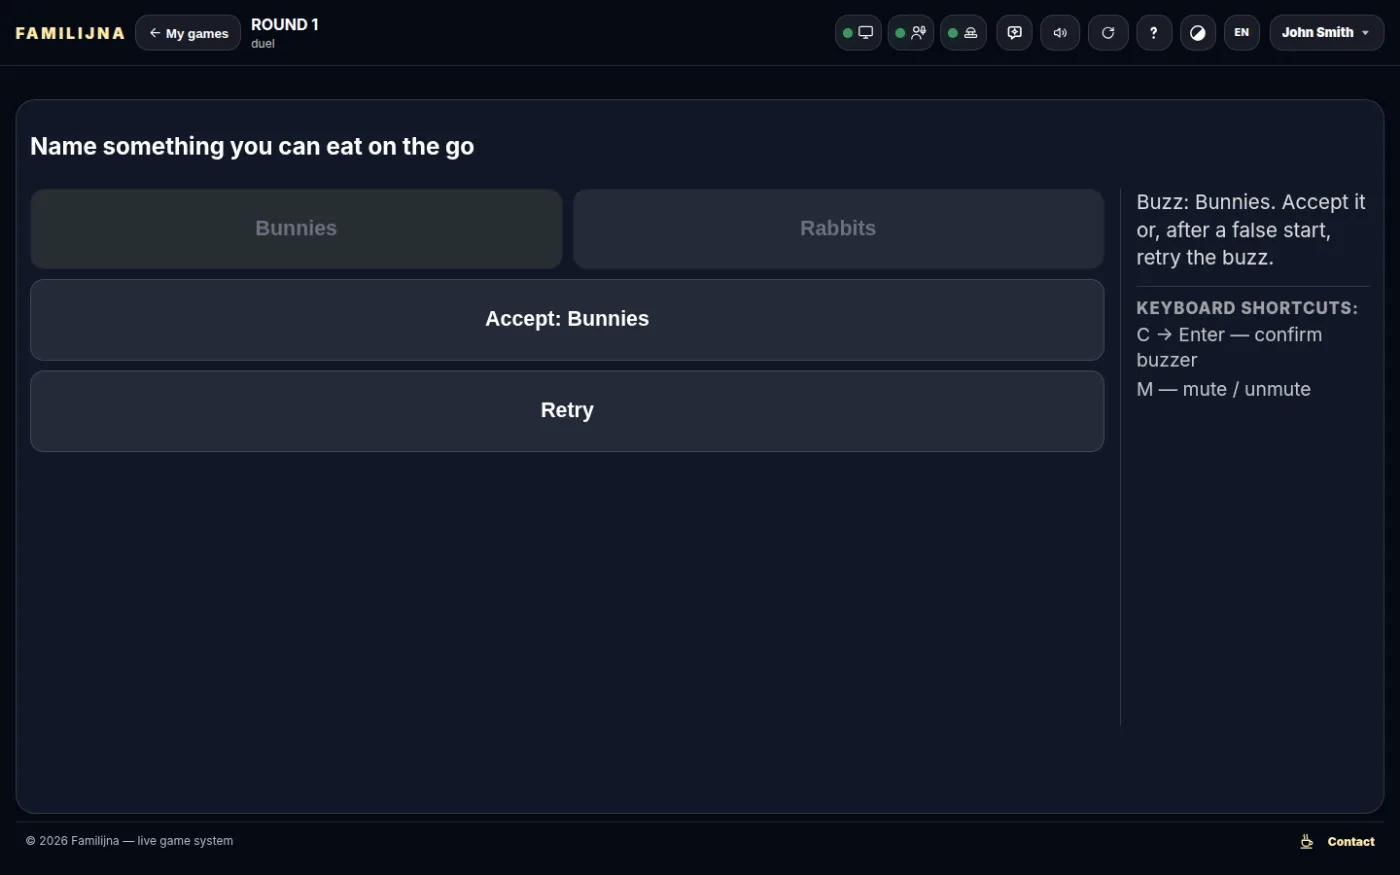 FAMILIJNA
← My games
ROUND 1
duel
?
EN
John Smith
Name something you can eat on the go
Bunnies
Rabbits
Accept: Bunnies
Retry
Buzz: Bunnies. Accept it
or, after a false start,
retry the buzz.
KEYBOARD SHORTCUTS:
C → Enter — confirm
buzzer
M — mute / unmute
© 2026 Familijna — live game system
Contact